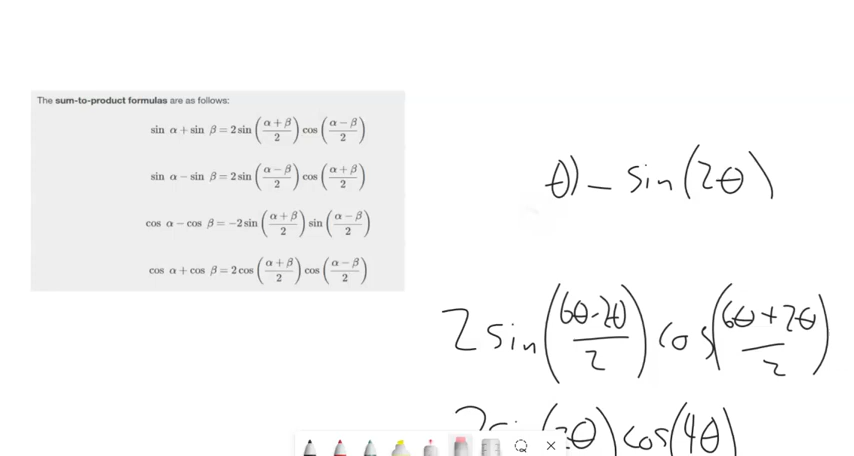 The sum-to-product formulas are as follows:
sin α + sin β = 2 sin((α + β)/2) cos((α − β)/2)
sin α − sin β = 2 sin((α − β)/2) cos((α + β)/2)
cos α − cos β = −2 sin((α + β)/2) sin((α − β)/2)
cos α + cos β = 2 cos((α + β)/2) cos((α − β)/2)
θ) − sin(2θ)
2 sin((6θ-2θ)/2) cos((6θ+2θ)/2)
θ) cos(4θ)